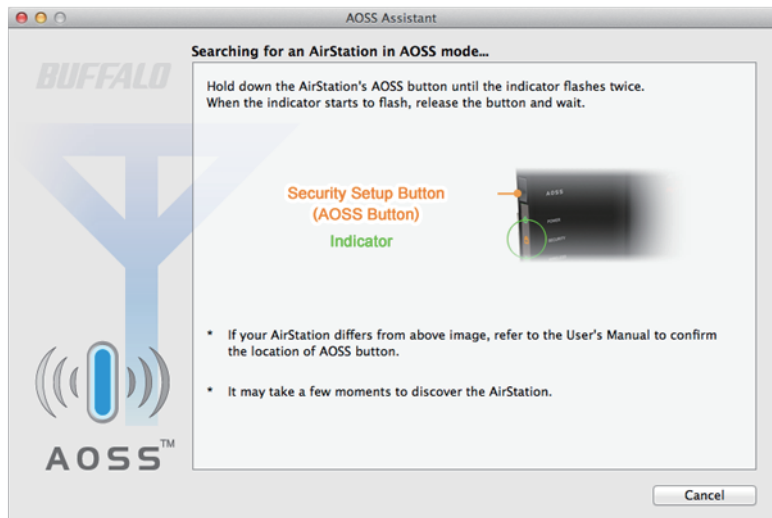 AOSS Assistant
Searching for an AirStation in AOSS mode...
BUFFALO
Hold down the AirStation's AOSS button until the indicator flashes twice.
When the indicator starts to flash, release the button and wait.
Security Setup Button
(AOSS Button)
Indicator
AOSS
POWER
SECURITY
* If your AirStation differs from above image, refer to the User's Manual to confirm
the location of AOSS button.
* It may take a few moments to discover the AirStation.
AOSS™
Cancel